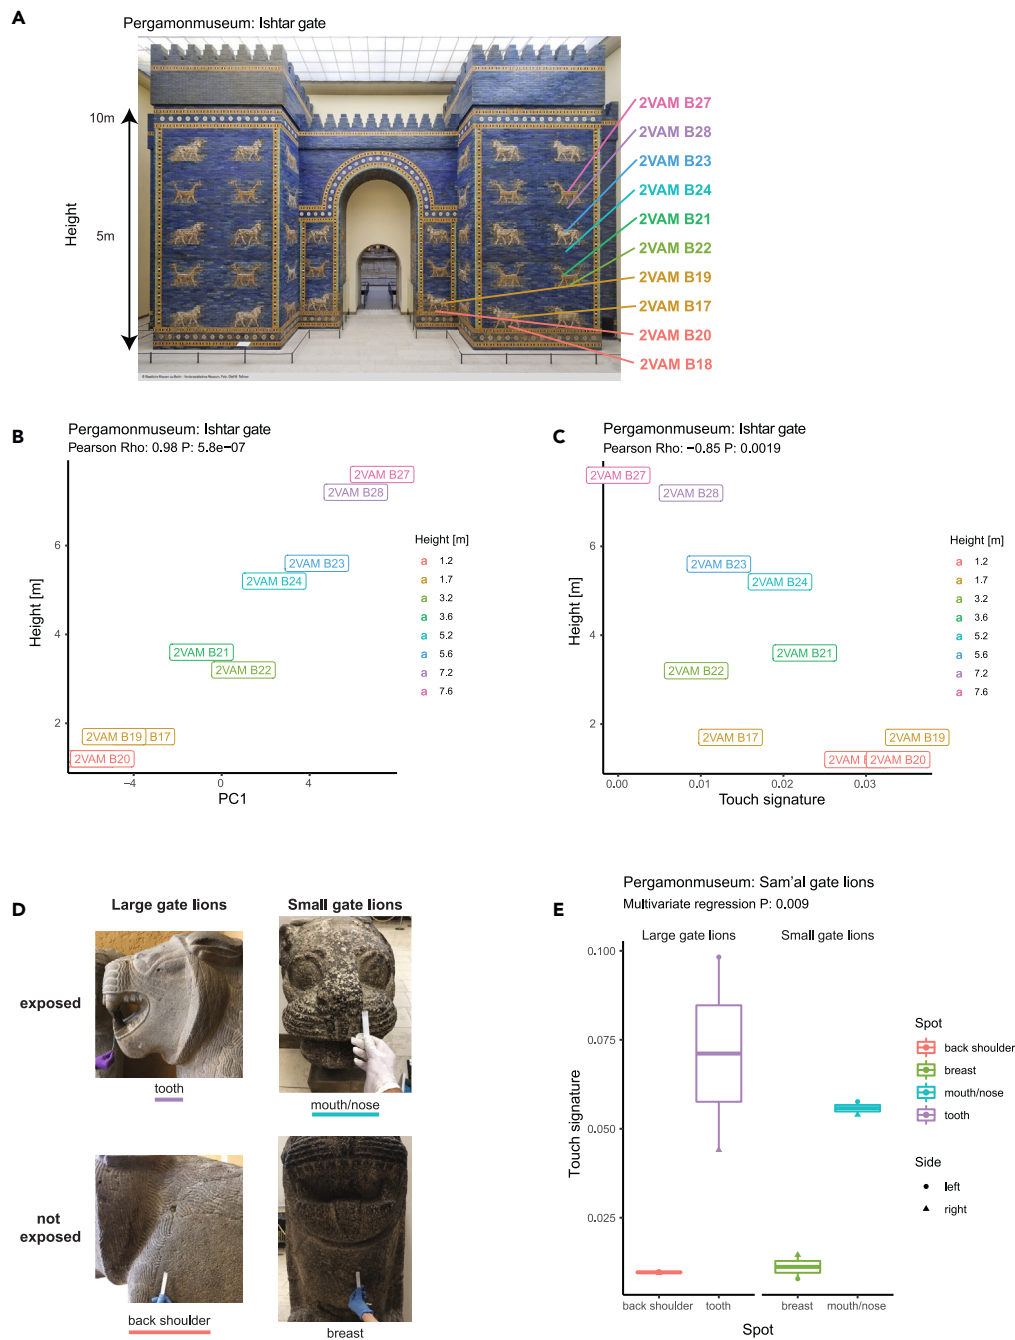 A
Pergamonmuseum: Ishtar gate
10m
5m
Height
2VAM B27
2VAM B28
2VAM B23
2VAM B24
2VAM B21
2VAM B22
2VAM B19
2VAM B17
2VAM B20
2VAM B18
B
Pergamonmuseum: Ishtar gate
Pearson Rho: 0.98 P: 5.8e−07
2VAM B27
2VAM B28
2VAM B23
2VAM B24
2VAM B21
2VAM B22
2VAM B19
B17
2VAM B20
6
4
2
Height [m]
−4
0
4
PC1
Height [m]
a 1.2
a 1.7
a 3.2
a 3.6
a 5.2
a 5.6
a 7.2
a 7.6
C
Pergamonmuseum: Ishtar gate
Pearson Rho: −0.85 P: 0.0019
2VAM B27
2VAM B28
2VAM B23
2VAM B24
2VAM B21
2VAM B22
2VAM B17
2VAM B19
2VAM
2VAM B20
6
4
2
Height [m]
0.00
0.01
0.02
0.03
Touch signature
Height [m]
a 1.2
a 1.7
a 3.2
a 3.6
a 5.2
a 5.6
a 7.2
a 7.6
D
Large gate lions
Small gate lions
exposed
tooth
mouth/nose
not
exposed
back shoulder
breast
E
Pergamonmuseum: Sam'al gate lions
Multivariate regression P: 0.009
Large gate lions
Small gate lions
0.100
0.075
0.050
0.025
Touch signature
back shoulder
tooth
breast
mouth/nose
Spot
Spot
back shoulder
breast
mouth/nose
tooth
Side
left
right